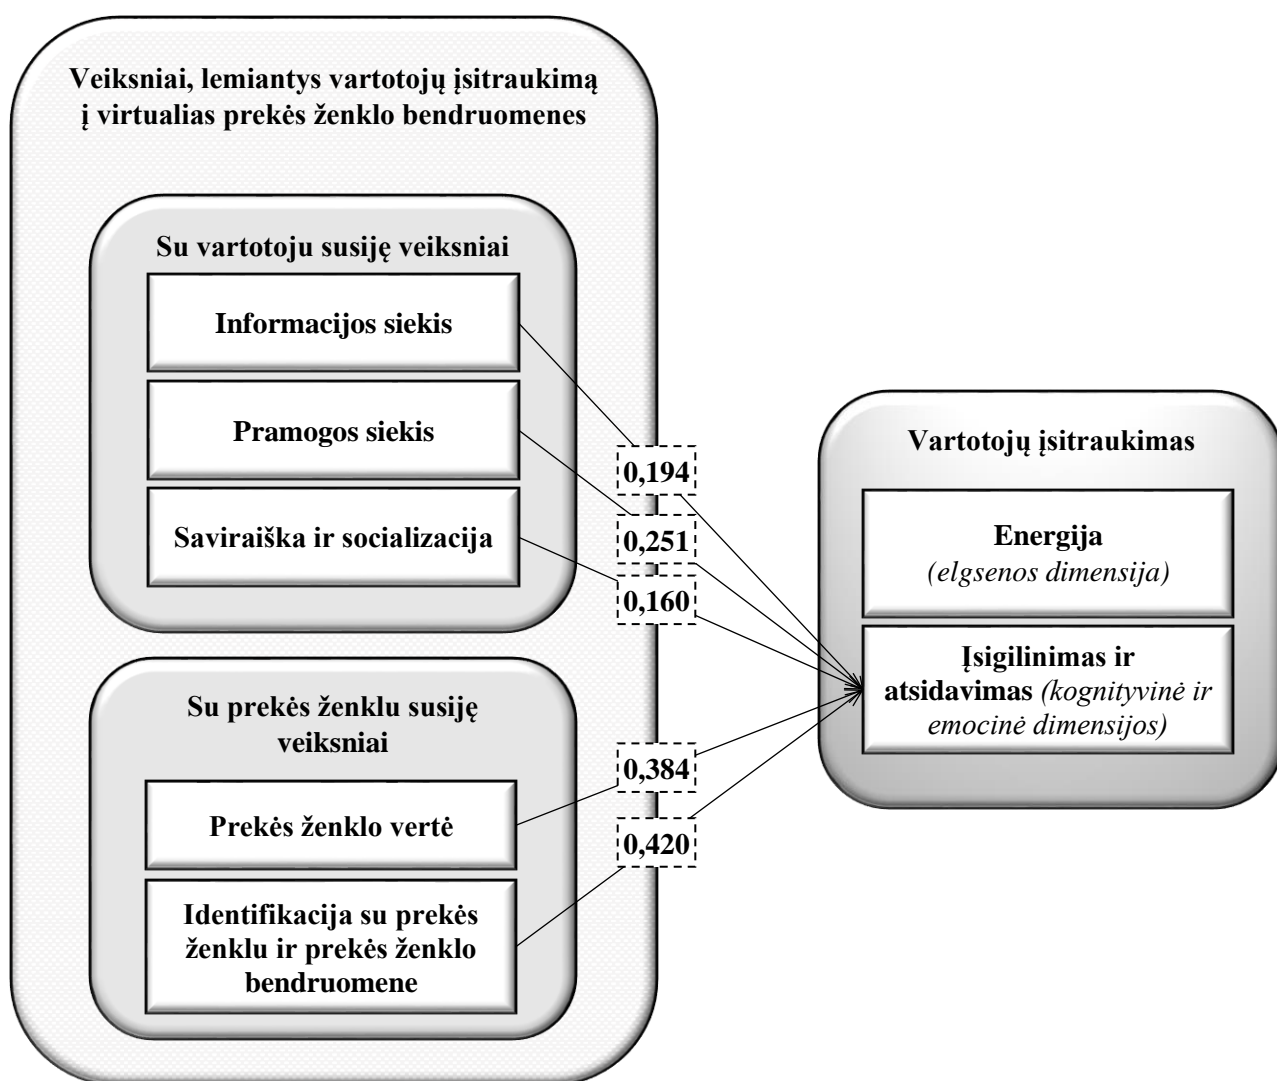 Veiksniai, lemiantys vartotojų įsitraukimą
į virtualias prekės ženklo bendruomenes
Su vartotoju susiję veiksniai
Informacijos siekis
Pramogos siekis
Saviraiška ir socializacija
Su prekės ženklu susiję
veiksniai
Prekės ženklo vertė
Identifikacija su prekės
ženklu ir prekės ženklo
bendruomene
0,194
0,251
0,160
0,384
0,420
Vartotojų įsitraukimas
Energija
(elgsenos dimensija)
Įsigilinimas ir
atsidavimas (kognityvinė ir
emocinė dimensijos)